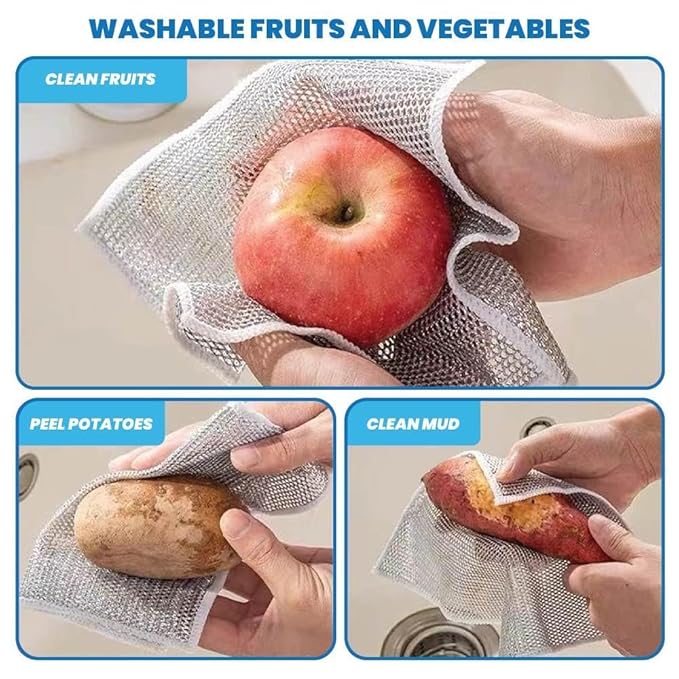 WASHABLE FRUITS AND VEGETABLES
CLEAN FRUITS
PEEL POTATOES
CLEAN MUD